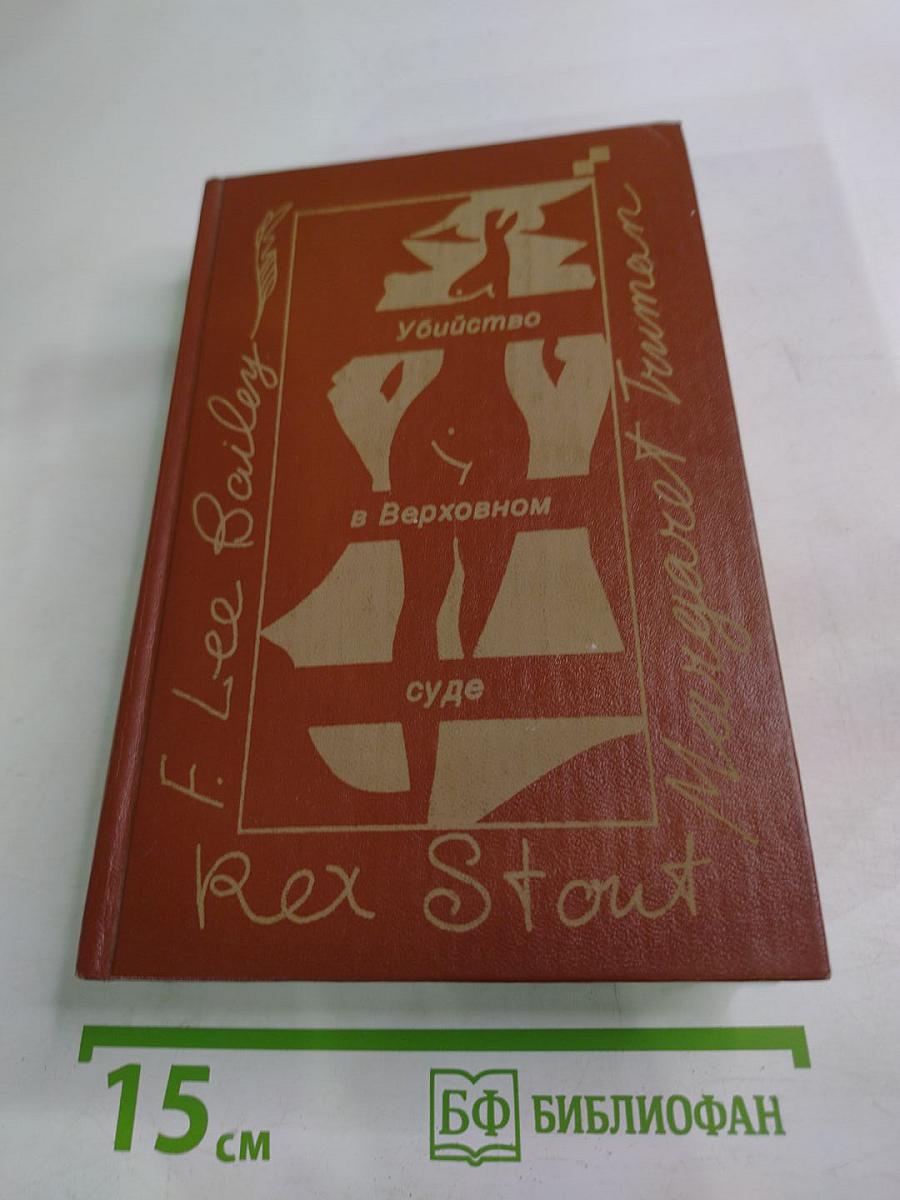 Убийство
в Верховном
суде
F. Lee Bailey
Margaret Truman
Rex Stout
15 см
БФ БИБЛИОФАН